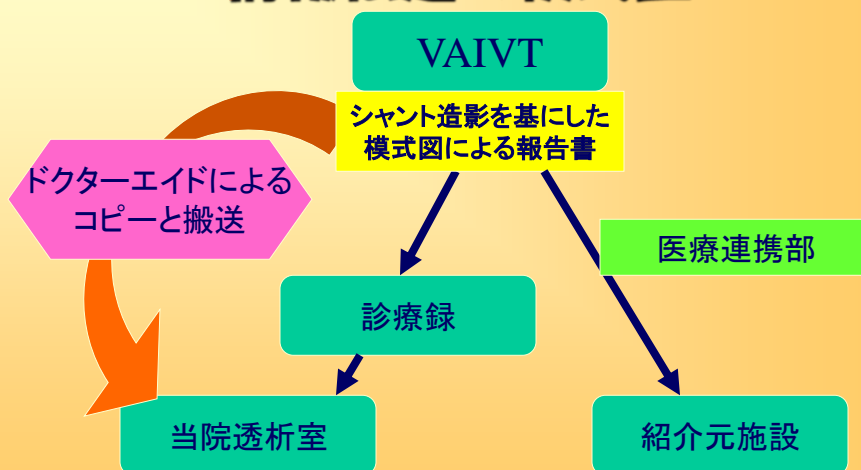 VAIVT
シャント造影を基にした
模式図による報告書
ドクターエイドによる
コピーと搬送
医療連携部
診療録
当院透析室
紹介元施設